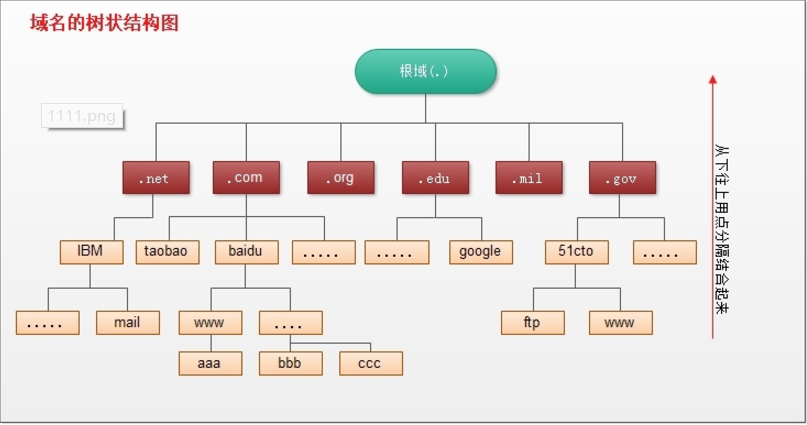 域名的树状结构图
根域(.)
1111.png
.net .com .org .edu .mil .gov
从下往上用点分隔结合起来
IBM taobao baidu ..... ..... google 51cto .....
..... mail www .... ftp www
aaa bbb ccc